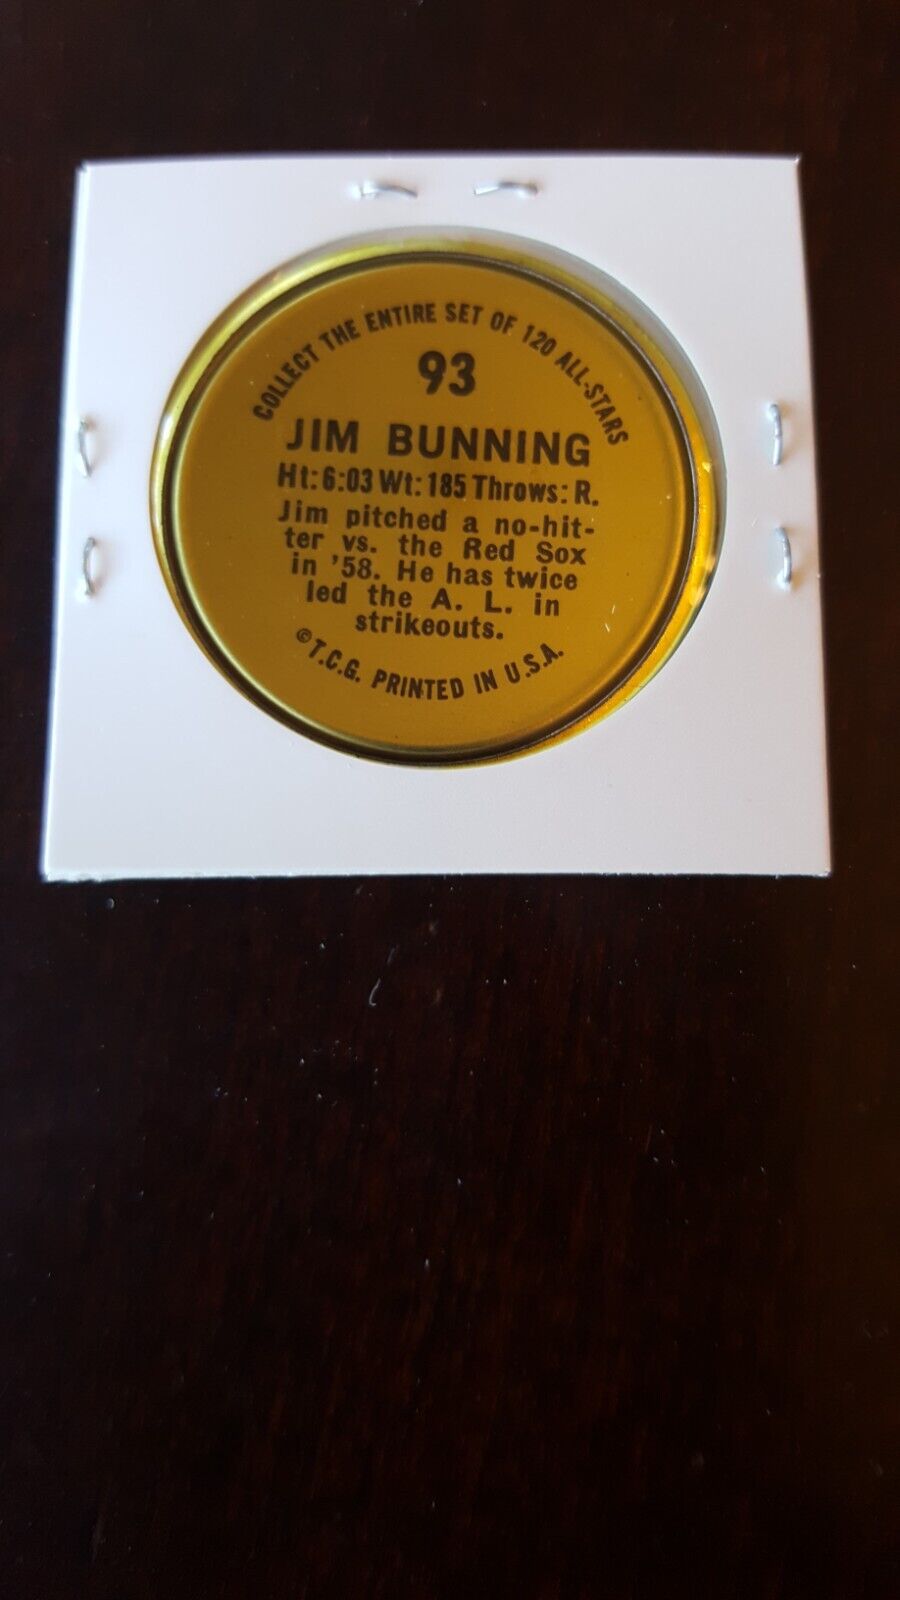 COLLECT THE ENTIRE SET OF 120 ALL-STARS
93
JIM BUNNING
Ht:6:03 Wt:185 Throws: R.
Jim pitched a no-hit-
ter vs. the Red Sox
in '58. He has twice
led the A. L. in
strikeouts.
©T.C.G. PRINTED IN U.S.A.